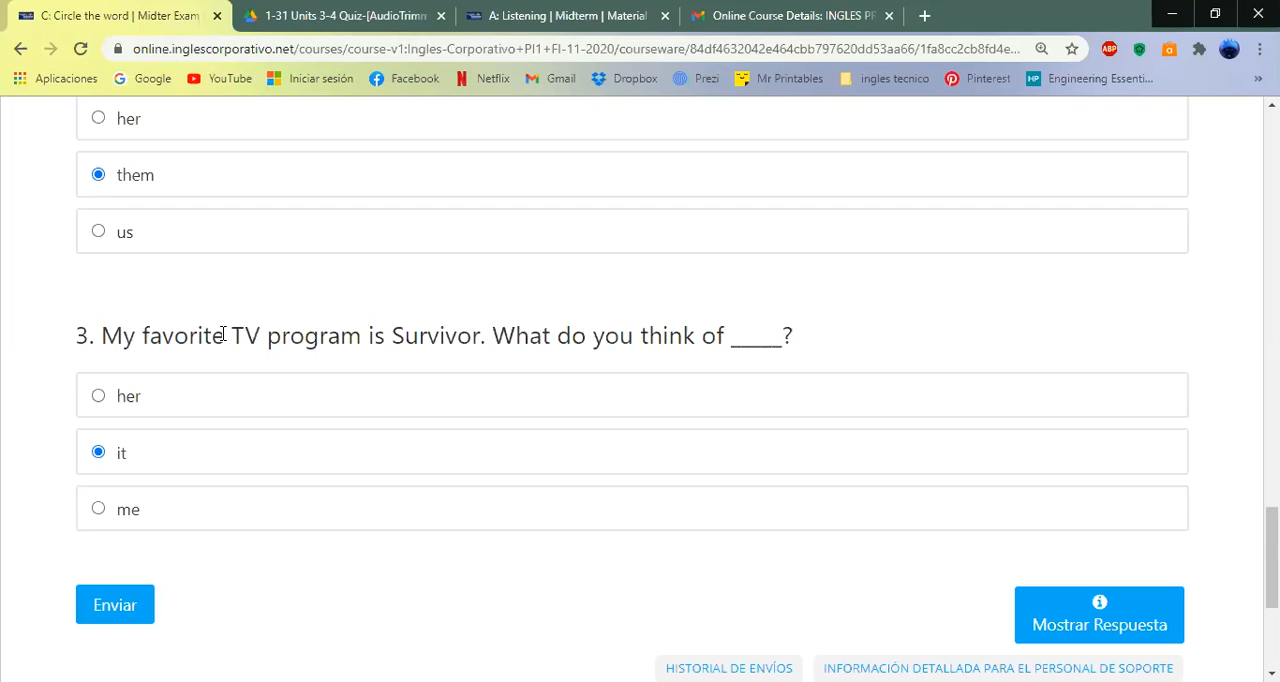 C: Circle the word | Midter Exam
1-31 Units 3-4 Quiz-[AudioTrimm
A: Listening | Midterm | Material
Online Course Details: INGLES PR
online.inglescorporativo.net/courses/course-v1:Ingles-Corporativo+PI1+FI-11-2020/courseware/84df4632042e464cbb797620dd53aa66/1fa8cc2cb8fd4e...
ABP
Aplicaciones Google YouTube Iniciar sesión Facebook Netflix Gmail Dropbox Prezi Mr Printables ingles tecnico Pinterest HP Engineering Essenti... »
her
them
us
3. My favorite TV program is Survivor. What do you think of _____?
her
it
me
Enviar
Mostrar Respuesta
HISTORIAL DE ENVÍOS INFORMACIÓN DETALLADA PARA EL PERSONAL DE SOPORTE